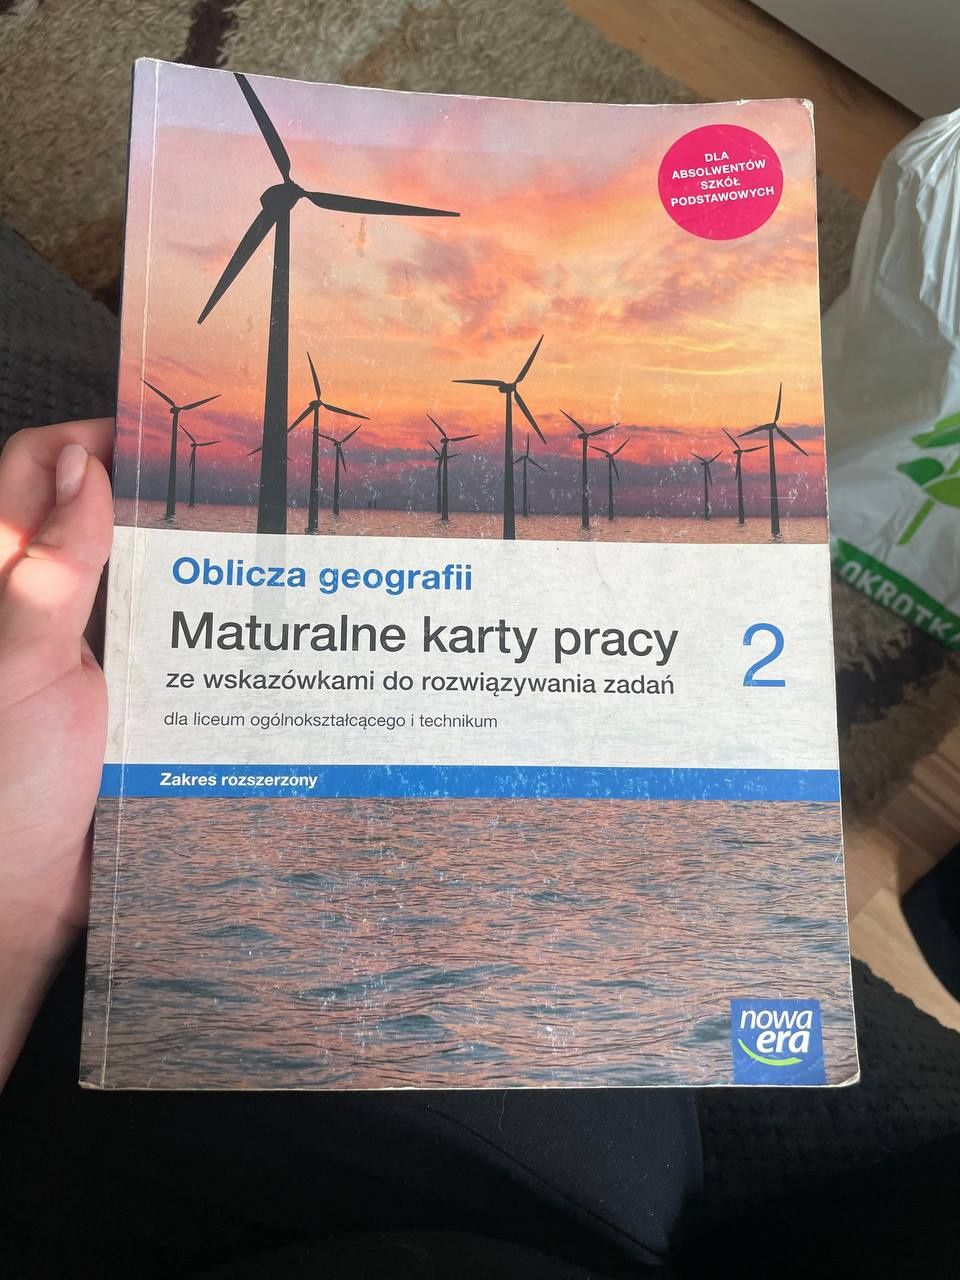 DLA
ABSOLWENTÓW
SZKÓŁ
PODSTAWOWYCH
Oblicza geografii
Maturalne karty pracy
2
ze wskazówkami do rozwiązywania zadań
dla liceum ogólnokształcącego i technikum
Zakres rozszerzony
nowa
era